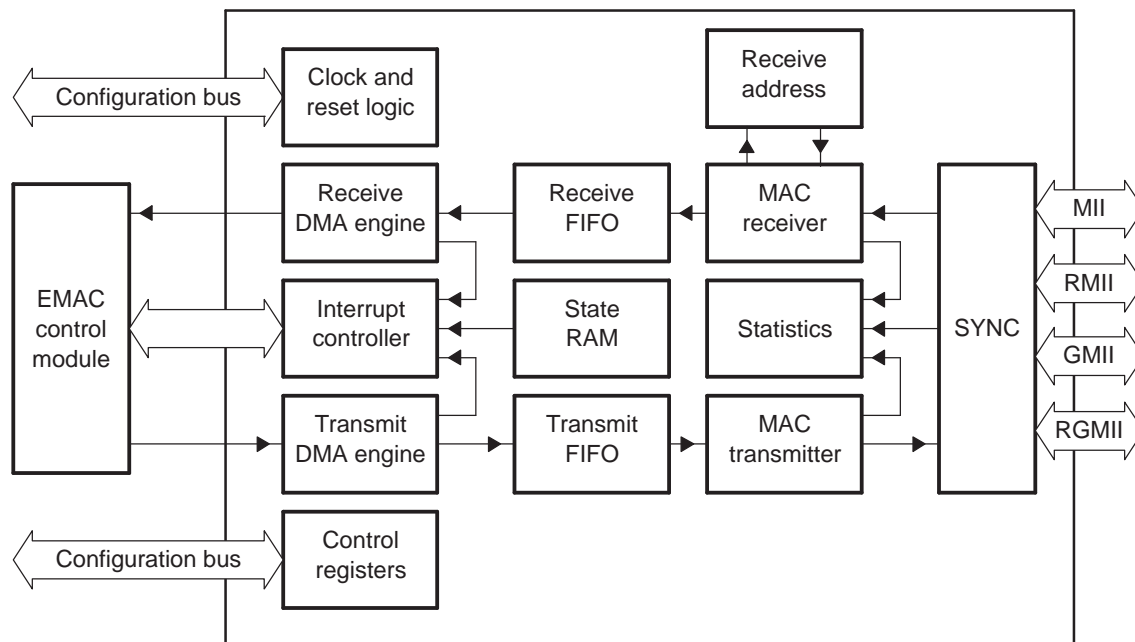 Clock and
reset logic
Receive
address
Configuration bus
Receive
DMA engine
Receive
FIFO
MAC
receiver
MII
EMAC
control
module
Interrupt
controller
State
RAM
Statistics
SYNC
RMII
GMII
RGMII
Transmit
DMA engine
Transmit
FIFO
MAC
transmitter
Configuration bus
Control
registers